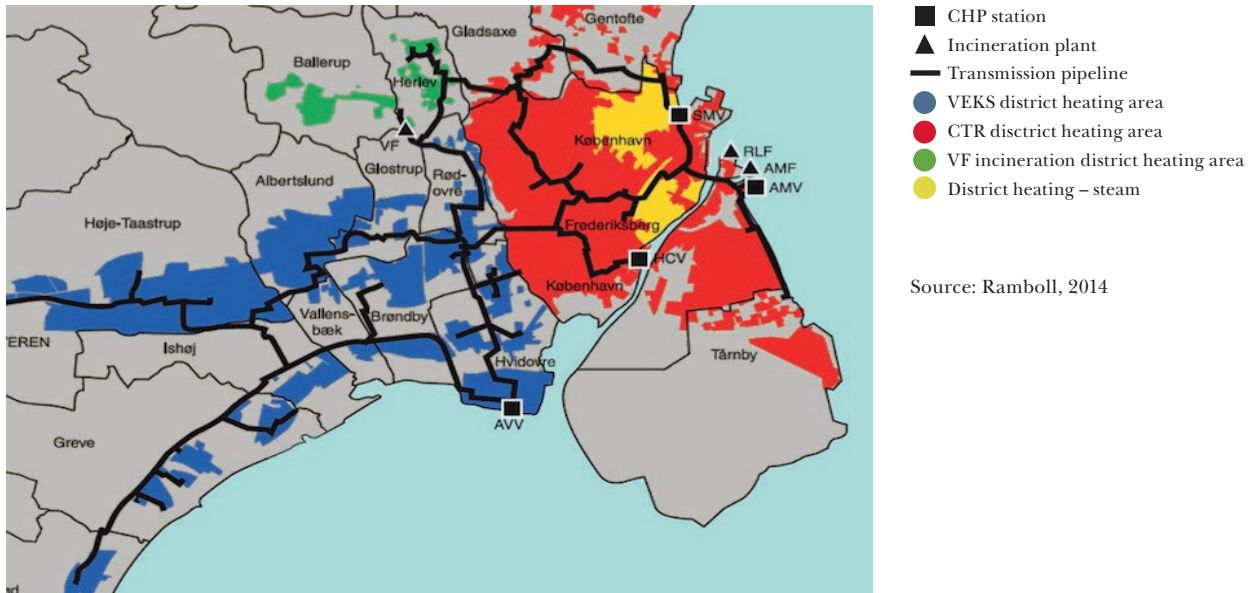 Gentofte
Gladsaxe
Ballerup
Herlev
SMV
København
VF
RLF
Glostrup
AMF
Rød-
ovre
Albertslund
AMV
Høje-Taastrup
Frederiksberg
HCV
København
Vallens-
bæk
Brøndby
TEREN
Ishøj
Tårnby
Hvidovre
AVV
Greve
CHP station
Incineration plant
Transmission pipeline
VEKS district heating area
CTR disctrict heating area
VF incineration district heating area
District heating – steam
Source: Ramboll, 2014